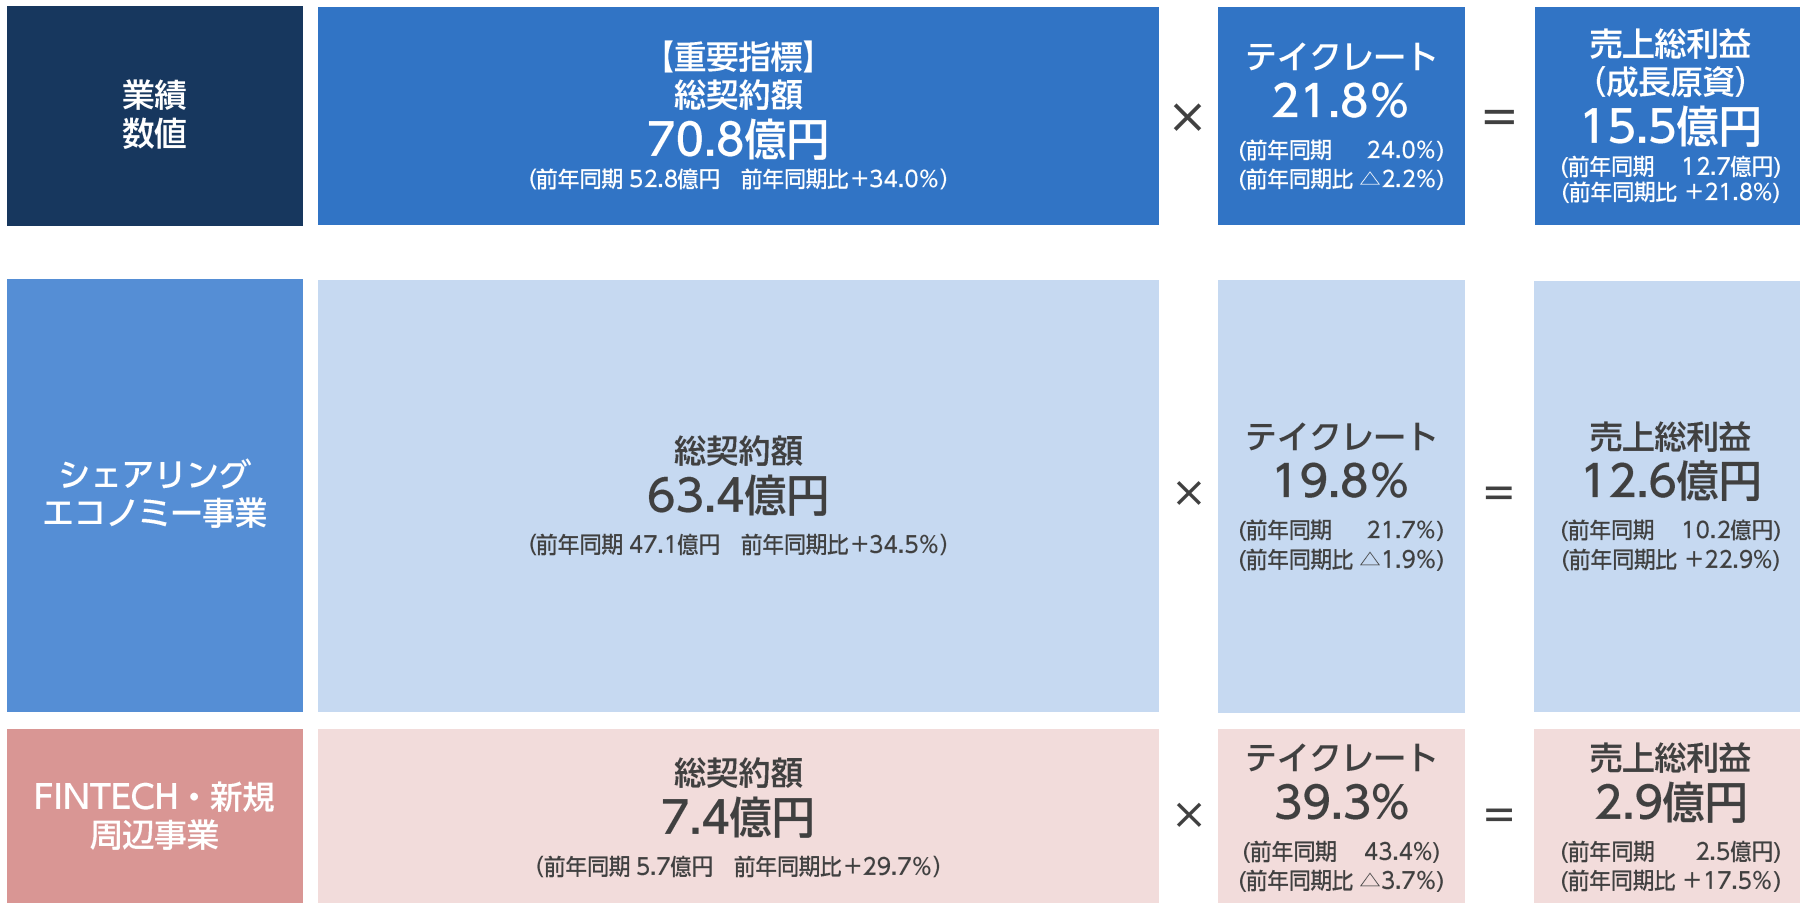 業績
数値
【重要指標】
総契約額
70.8億円
(前年同期 52.8億円　前年同期比＋34.0%)
×
テイクレート
21.8%
(前年同期　 24.0%)
(前年同期比 △2.2%)
＝
売上総利益
(成長原資)
15.5億円
(前年同期　 12.7億円)
(前年同期比 ＋21.8%)
シェアリング
エコノミー事業
総契約額
63.4億円
(前年同期 47.1億円　前年同期比＋34.5%)
×
テイクレート
19.8%
(前年同期　 21.7%)
(前年同期比 △1.9%)
＝
売上総利益
12.6億円
(前年同期　 10.2億円)
(前年同期比 ＋22.9%)
FINTECH・新規
周辺事業
総契約額
7.4億円
(前年同期 5.7億円　前年同期比＋29.7%)
×
テイクレート
39.3%
(前年同期　 43.4%)
(前年同期比 △3.7%)
＝
売上総利益
2.9億円
(前年同期　 2.5億円)
(前年同期比 ＋17.5%)